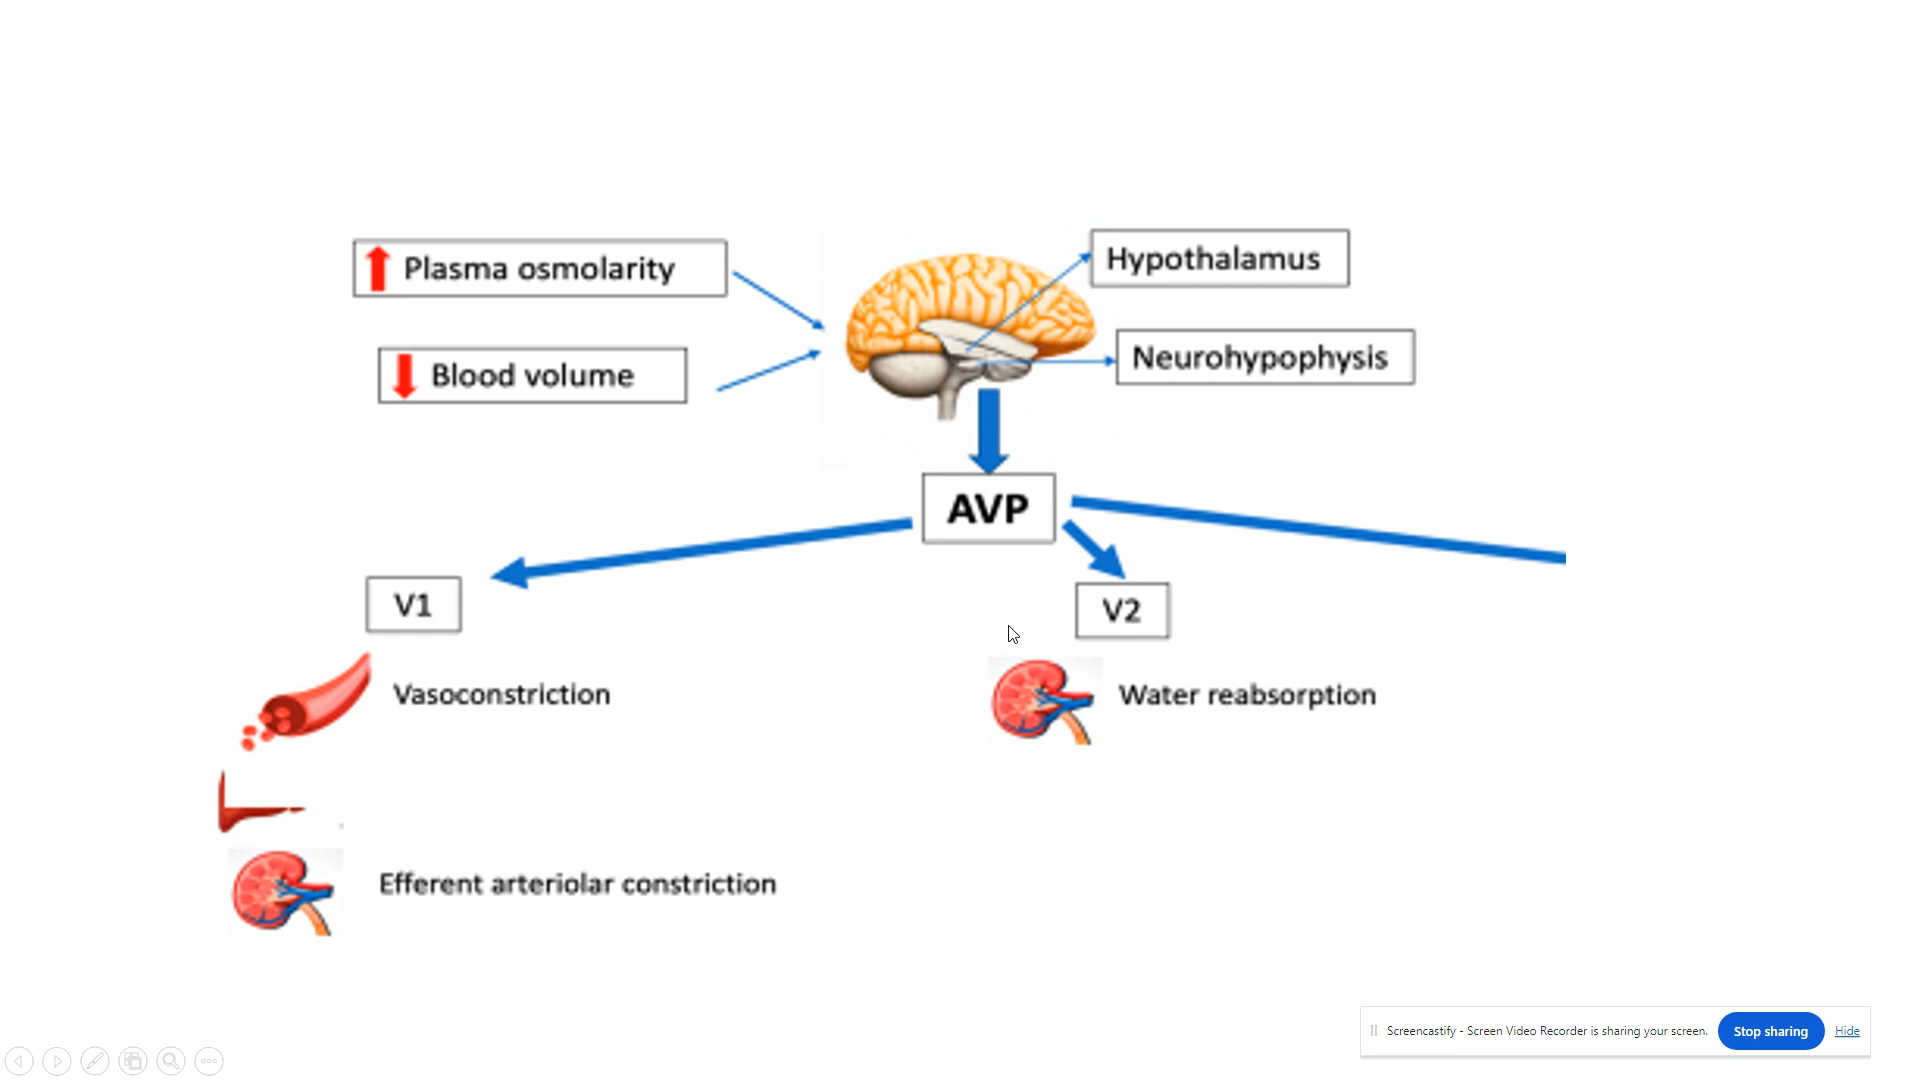 Plasma osmolarity
Hypothalamus
Blood volume
Neurohypophysis
AVP
V1
V2
Vasoconstriction
Water reabsorption
Efferent arteriolar constriction
Screencastify - Screen Video Recorder is sharing your screen.
Stop sharing
Hide